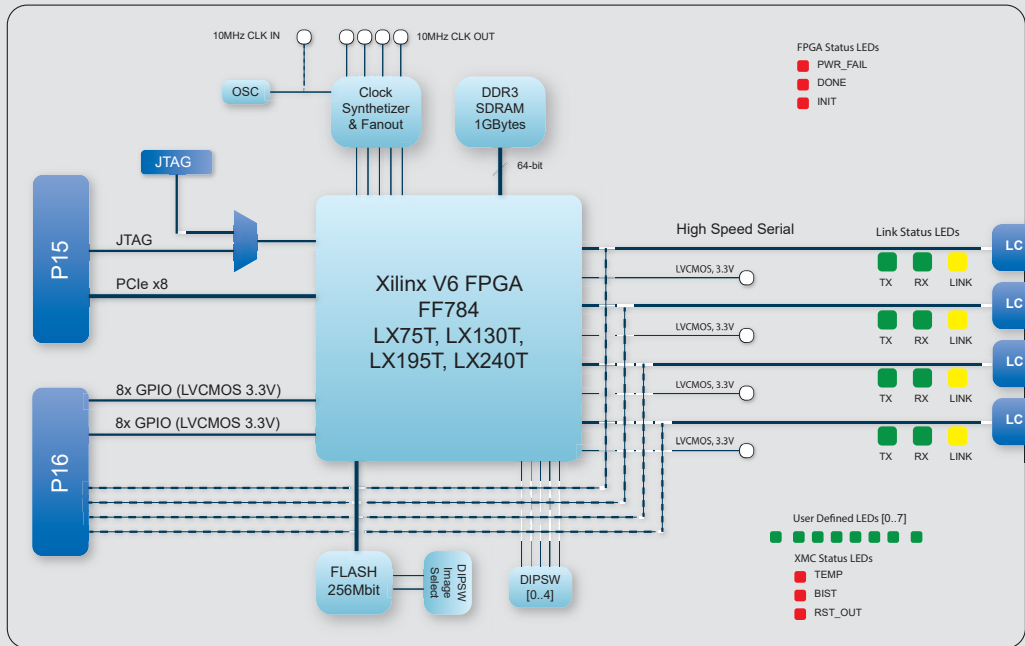 10MHz CLK IN
10MHz CLK OUT
FPGA Status LEDs
PWR_FAIL
DONE
INIT
OSC
Clock
Synthetizer
& Fanout
DDR3
SDRAM
1GBytes
64-bit
JTAG
P15
JTAG
PCIe x8
Xilinx V6 FPGA
FF784
LX75T, LX130T,
LX195T, LX240T
High Speed Serial
Link Status LEDs
LC
LVCMOS, 3.3V
TX
RX
LINK
LC
LVCMOS, 3.3V
TX
RX
LINK
LC
LVCMOS, 3.3V
TX
RX
LINK
LC
LVCMOS, 3.3V
TX
RX
LINK
P16
8x GPIO (LVCMOS 3.3V)
8x GPIO (LVCMOS 3.3V)
FLASH
256Mbit
DIPSW
Image
Select
DIPSW
[0..4]
User Defined LEDs [0..7]
XMC Status LEDs
TEMP
BIST
RST_OUT